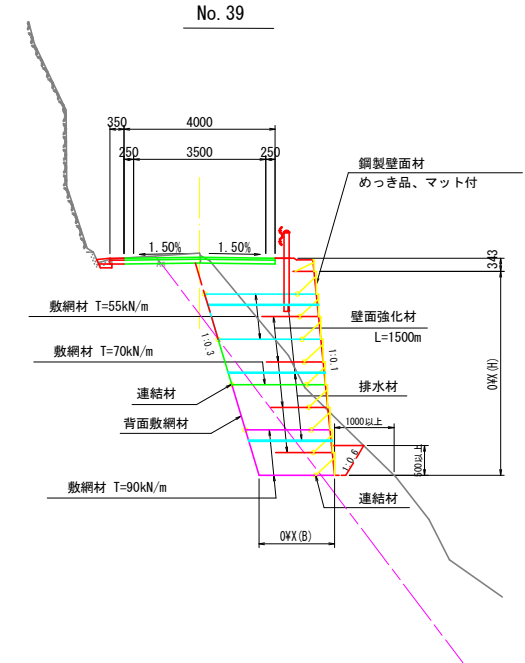 No. 39
350
4000
250
3500
250
鋼製壁面材
めっき品、マット付
1.50%
1.50%
343
敷網材 T=55kN/m
壁面強化材
L=1500m
1:0.3
1:0.1
0¥X(H)
敷網材 T=70kN/m
連結材
排水材
背面敷網材
1000以上
1:0.6
500以上
敷網材 T=90kN/m
連結材
0¥X(B)